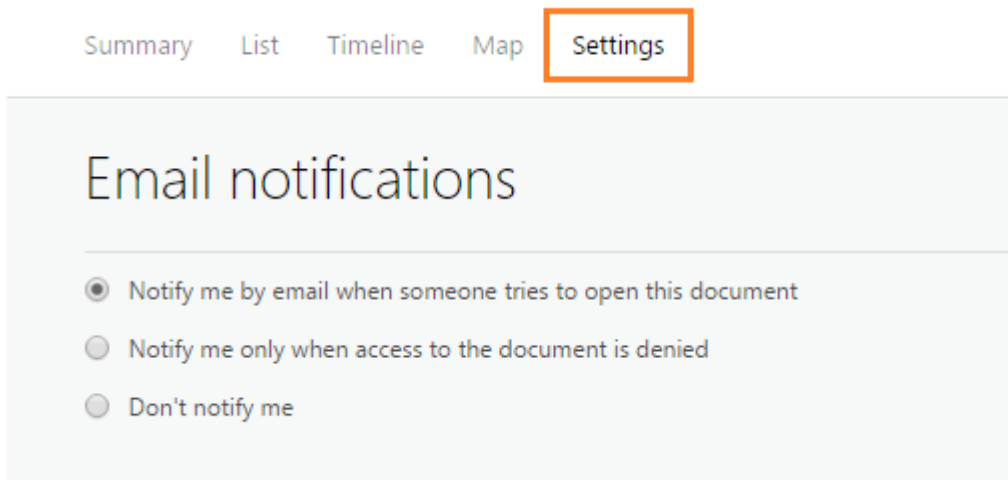 Summary List Timeline Map Settings
Email notifications
Notify me by email when someone tries to open this document
Notify me only when access to the document is denied
Don't notify me